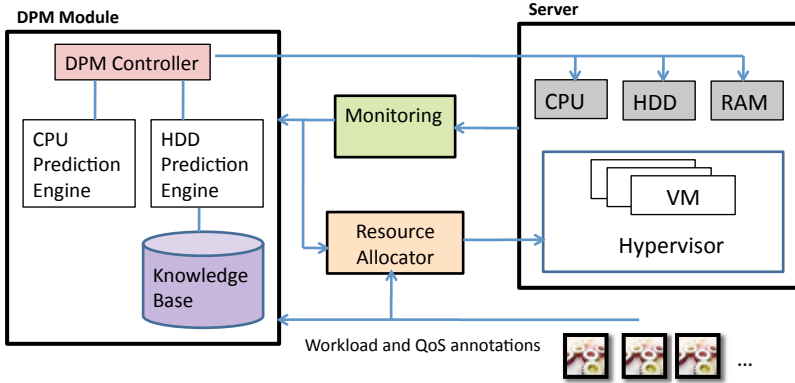 DPM Module
Server
DPM Controller
CPU
Prediction
Engine
HDD
Prediction
Engine
Knowledge
Base
Monitoring
Resource
Allocator
CPU
HDD
RAM
VM
Hypervisor
Workload and QoS annotations
...